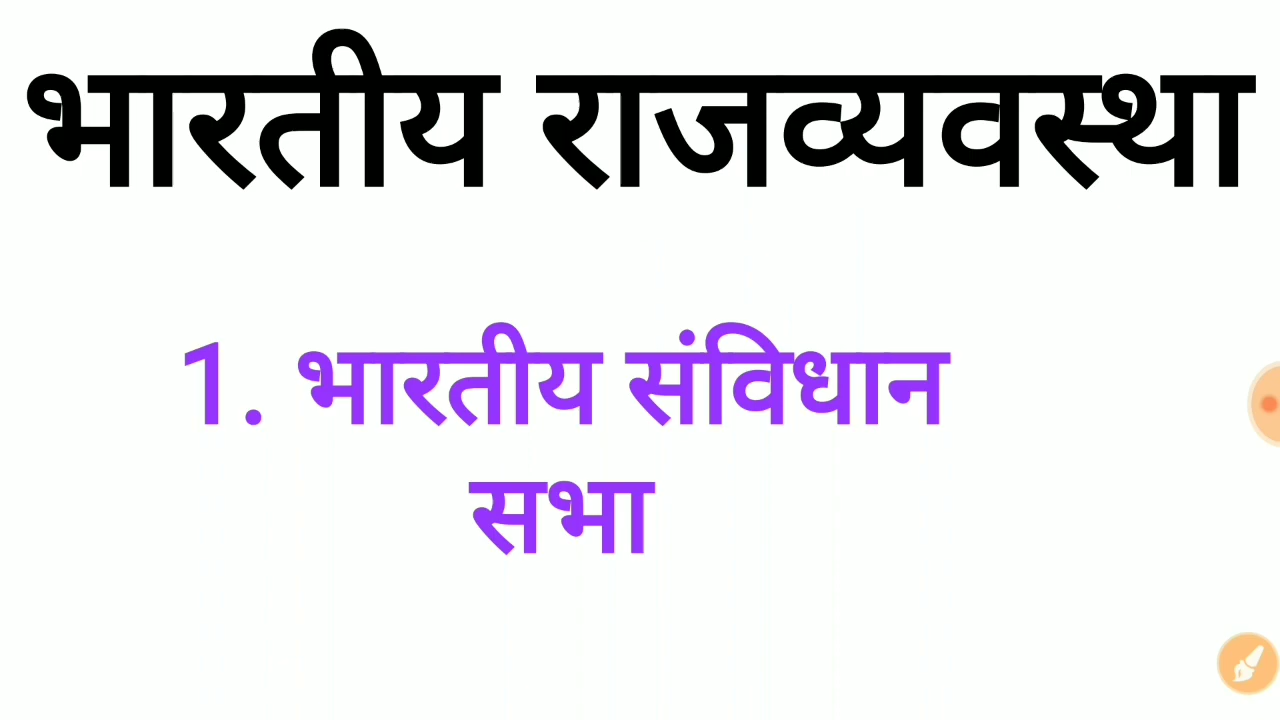 भारतीय राजव्यवस्था
1. भारतीय संविधान
सभा